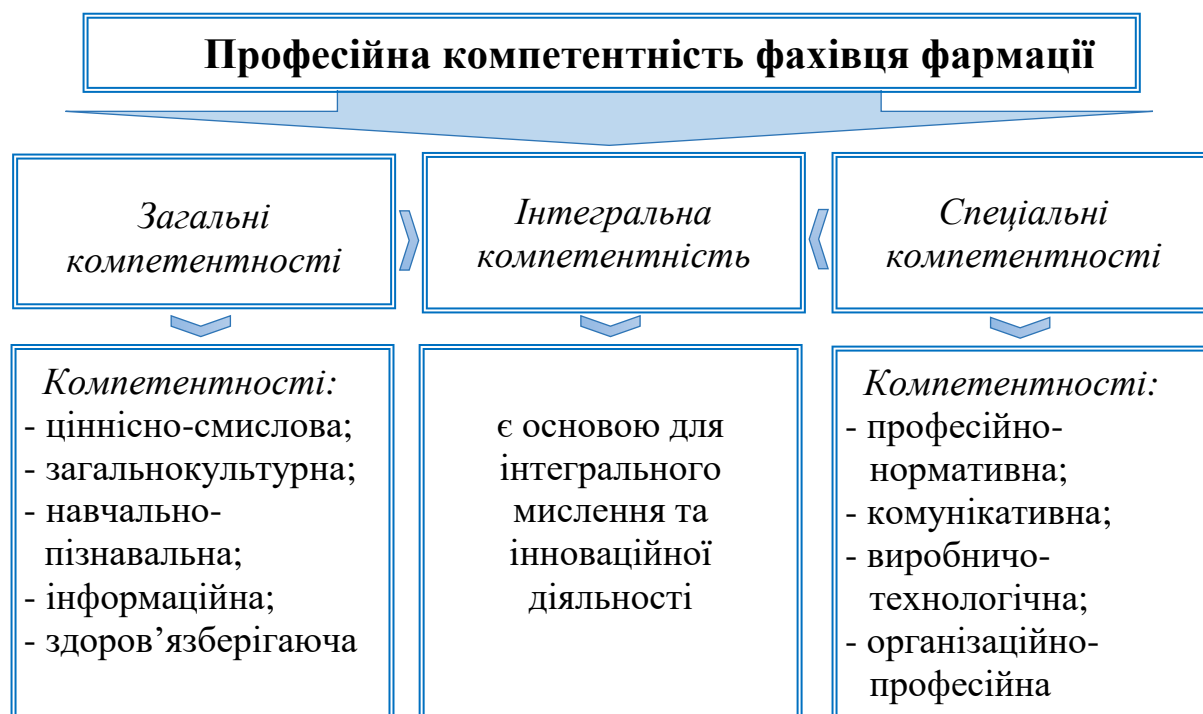 Професійна компетентність фахівця фармації
Загальні
компетентності
Інтегральна
компетентність
Спеціальні
компетентності
Компетентності:
- ціннісно-смислова;
- загальнокультурна;
- навчально-
пізнавальна;
- інформаційна;
- здоров’язберігаюча
є основою для
інтегрального
мислення та
інноваційної
діяльності
Компетентності:
- професійно-
нормативна;
- комунікативна;
- виробничо-
технологічна;
- організаційно-
професійна